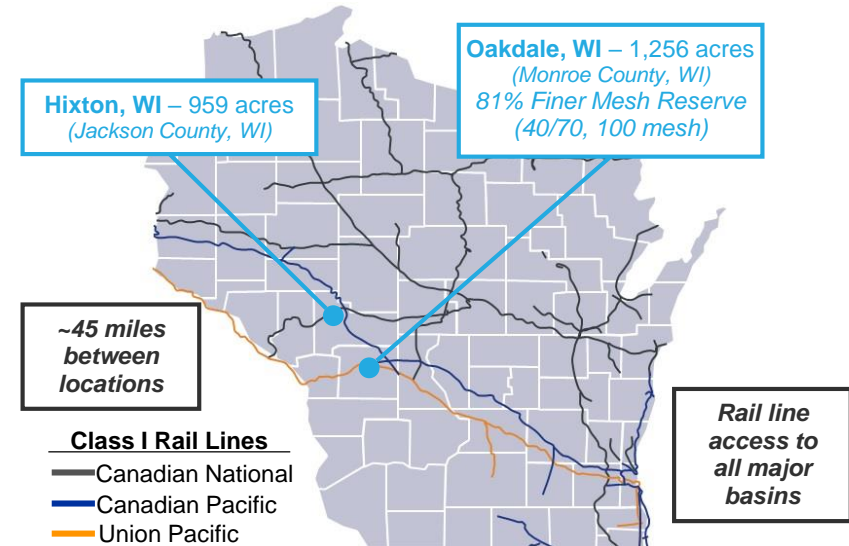 Hixton, WI – 959 acres
(Jackson County, WI)
Oakdale, WI – 1,256 acres
(Monroe County, WI)
81% Finer Mesh Reserve
(40/70, 100 mesh)
~45 miles
between
locations
Class I Rail Lines
Canadian National
Canadian Pacific
Union Pacific
Rail line
access to
all major
basins